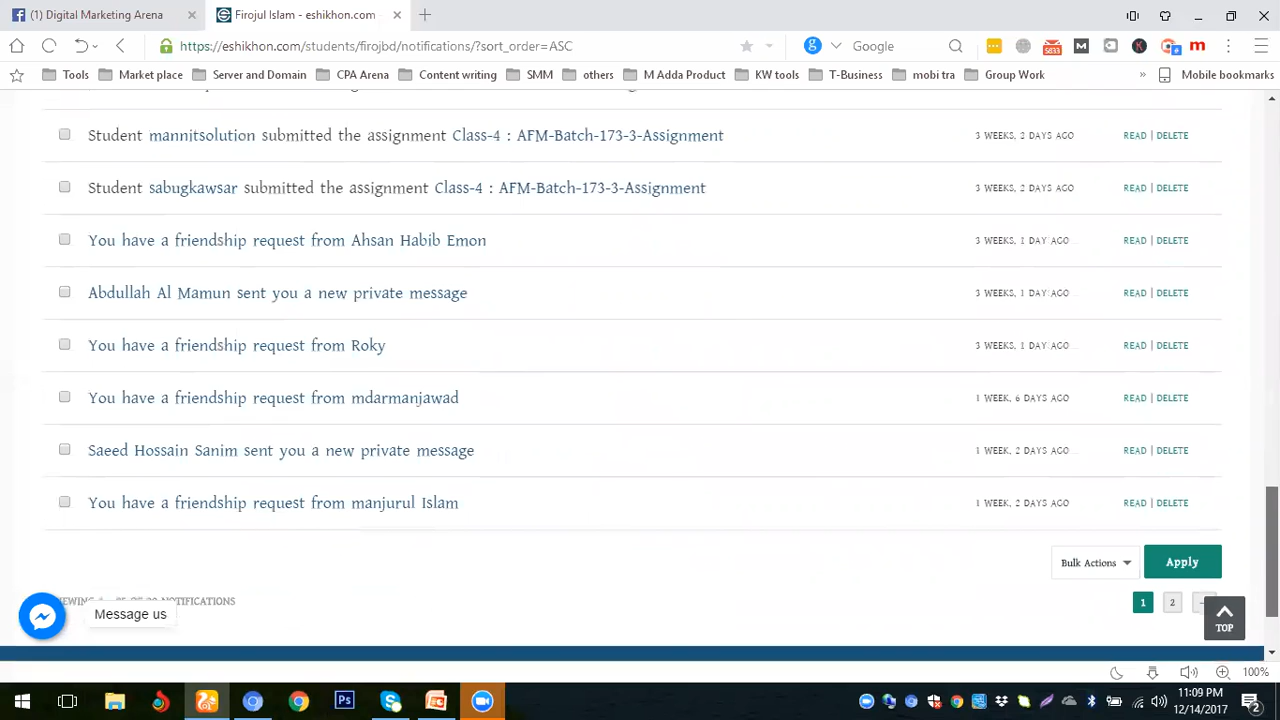 (1) Digital Marketing Arena
Firojul Islam - eshikhon.com
https://eshikhon.com/students/firojbd/notifications/?sort_order=ASC
Google
Tools
Market place
Server and Domain
CPA Arena
Content writing
SMM
others
M Adda Product
KW tools
T-Business
mobi tra
Group Work
»
Mobile bookmarks
Student mannitsolution submitted the assignment Class-4 : AFM-Batch-173-3-Assignment 3 WEEKS, 2 DAYS AGO READ | DELETE
Student sabugkawsar submitted the assignment Class-4 : AFM-Batch-173-3-Assignment 3 WEEKS, 2 DAYS AGO READ | DELETE
You have a friendship request from Ahsan Habib Emon 3 WEEKS, 1 DAY AGO READ | DELETE
Abdullah Al Mamun sent you a new private message 3 WEEKS, 1 DAY AGO READ | DELETE
You have a friendship request from Roky 3 WEEKS, 1 DAY AGO READ | DELETE
You have a friendship request from mdarmanjawad 1 WEEK, 6 DAYS AGO READ | DELETE
Saeed Hossain Sanim sent you a new private message 1 WEEK, 2 DAYS AGO READ | DELETE
You have a friendship request from manjurul Islam 1 WEEK, 2 DAYS AGO READ | DELETE
Bulk Actions
Apply
NOTIFICATIONS
1 2
Message us
TOP
100%
11:09 PM
12/14/2017